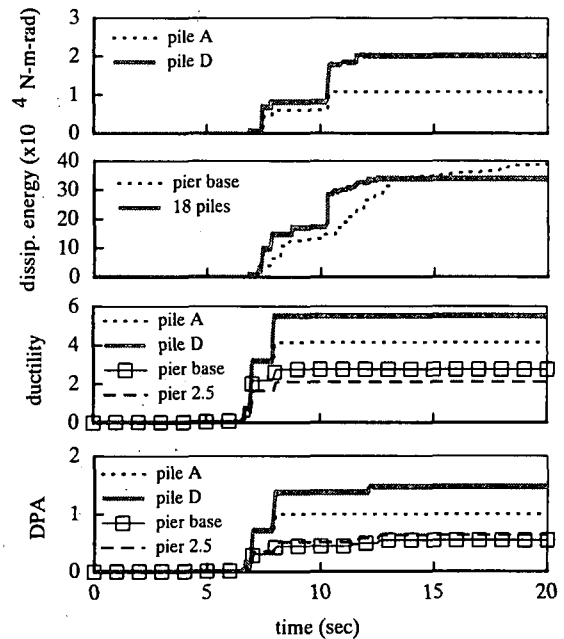 dissip. energy (x10 4 N-m-rad)
3
2
1
0
pile A
pile D
40
30
20
10
0
pier base
18 piles
ductility
6
4
2
0
pile A
pile D
pier base
pier 2.5
DPA
2
1
0
pile A
pile D
pier base
pier 2.5
0 5 10 15 20
time (sec)